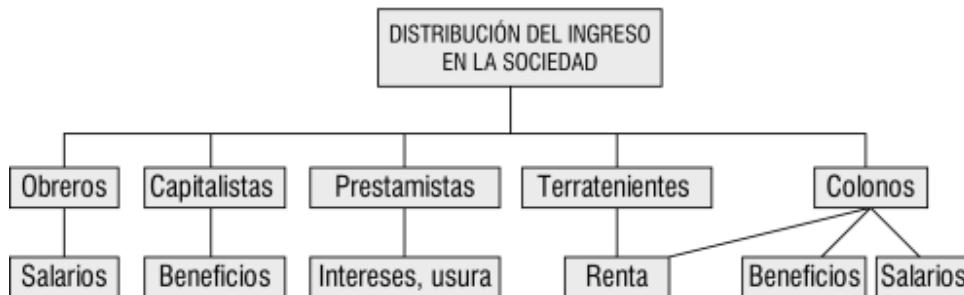 DISTRIBUCIÓN DEL INGRESO
EN LA SOCIEDAD
Obreros
Capitalistas
Prestamistas
Terratenientes
Colonos
Salarios
Beneficios
Intereses, usura
Renta
Beneficios
Salarios